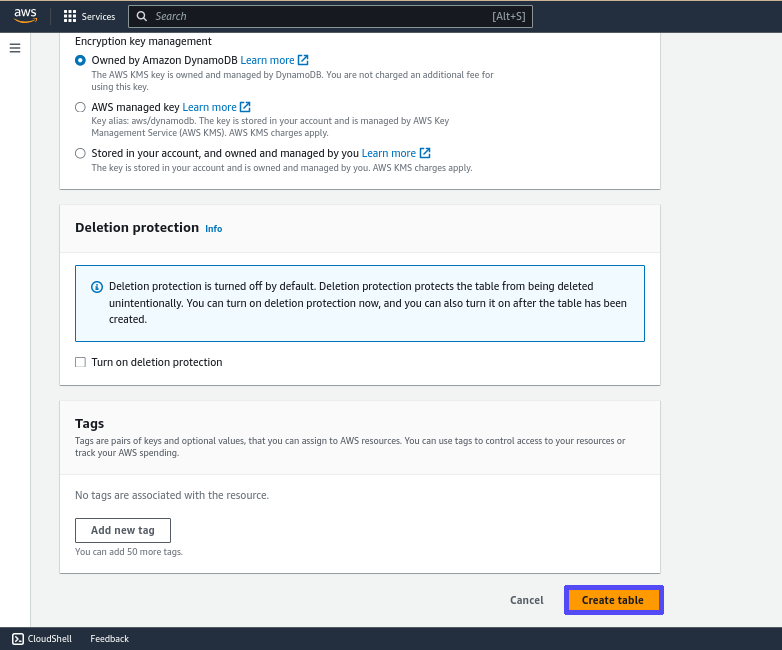 aws
Services
Search
[Alt+S]
Encryption key management
Owned by Amazon DynamoDB Learn more
The AWS KMS key is owned and managed by DynamoDB. You are not charged an additional fee for
using this key.
AWS managed key Learn more
Key alias: aws/dynamodb. The key is stored in your account and is managed by AWS Key
Management Service (AWS KMS). AWS KMS charges apply.
Stored in your account, and owned and managed by you Learn more
The key is stored in your account and is owned and managed by you. AWS KMS charges apply.
Deletion protection Info
Deletion protection is turned off by default. Deletion protection protects the table from being deleted
unintentionally. You can turn on deletion protection now, and you can also turn it on after the table has been
created.
Turn on deletion protection
Tags
Tags are pairs of keys and optional values, that you can assign to AWS resources. You can use tags to control access to your resources or
track your AWS spending.
No tags are associated with the resource.
Add new tag
You can add 50 more tags.
Cancel
Create table
CloudShell
Feedback